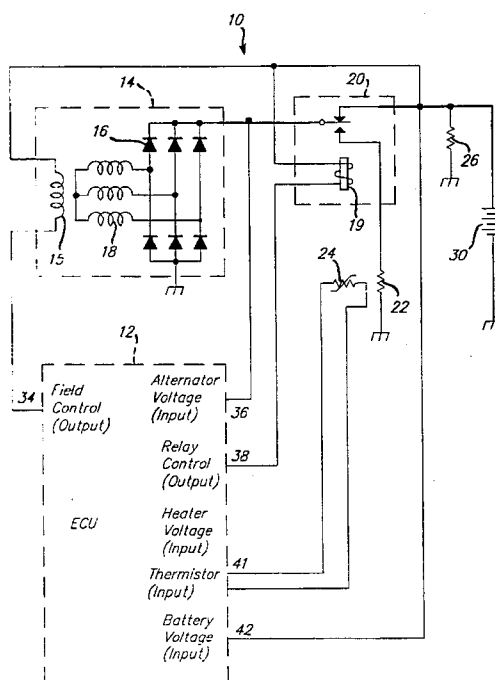 10
14
20
16
26
19
30
24
15
18
22
12
34
Field
Control
(Output)
Alternator
Voltage
(Input)
36
Relay
Control
(Output)
38
ECU
Heater
Voltage
(Input)
41
Thermistor
(Input)
Battery
Voltage
(Input)
42